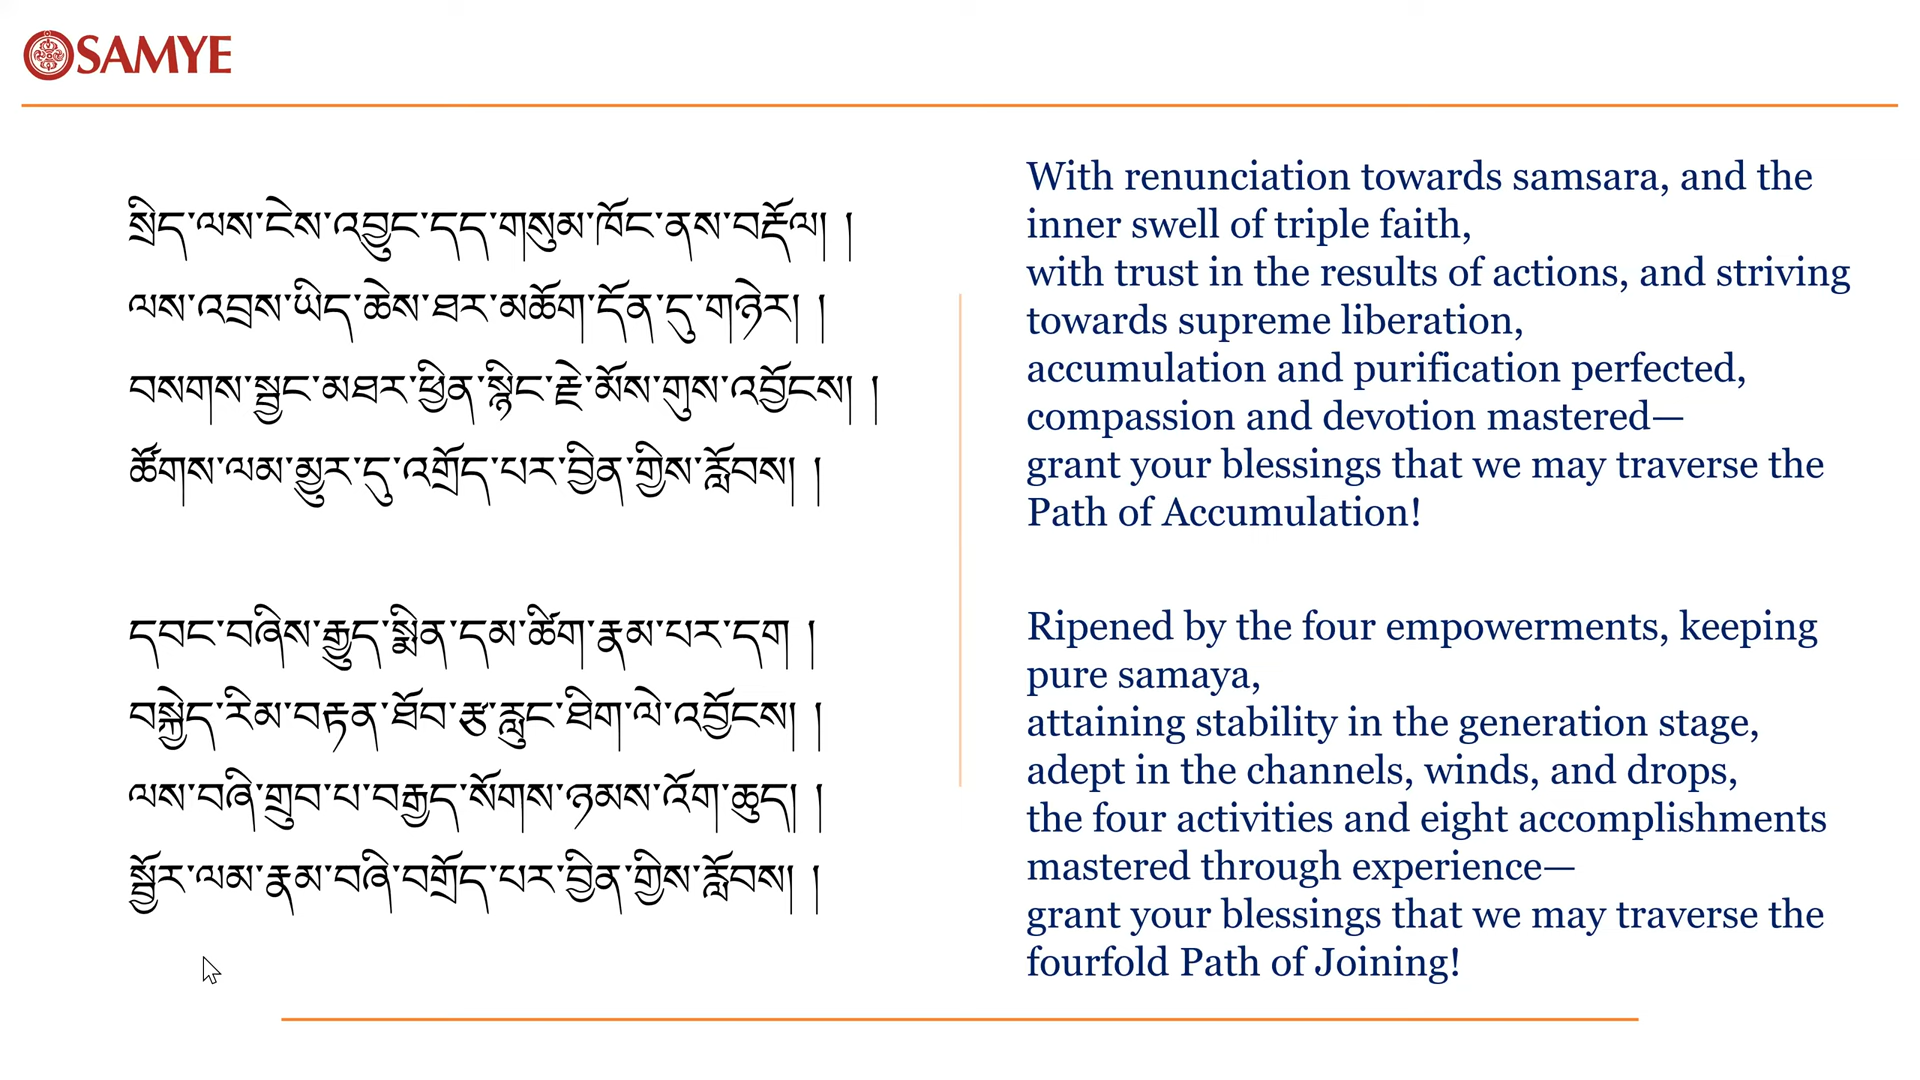 SAMYE
སྲིད་ལས་ངེས་འབྱུང་དད་གསུམ་ཁོང་ནས་བརྡོལ། །
ལས་འབྲས་ཡིད་ཆེས་ཐར་མཆོག་དོན་དུ་གཉེར། །
བསགས་སྦྱང་མཐར་ཕྱིན་སྙིང་རྗེ་མོས་གུས་འབྱོངས། །
ཚོགས་ལམ་མྱུར་དུ་འགྲོད་པར་བྱིན་གྱིས་རློབས། །
དབང་བཞིས་རྒྱུད་སྨིན་དམ་ཚིག་རྣམ་པར་དག །
བསྐྱེད་རིམ་བརྟན་ཐོབ་རྩ་རླུང་ཐིག་ལེ་འབྱོངས། །
ལས་བཞི་གྲུབ་པ་བརྒྱད་སོགས་ཉམས་འོག་ཆུད། །
སྦྱོར་ལམ་རྣམ་བཞི་བགྲོད་པར་བྱིན་གྱིས་རློབས། །
With renunciation towards samsara, and the
inner swell of triple faith,
with trust in the results of actions, and striving
towards supreme liberation,
accumulation and purification perfected,
compassion and devotion mastered—
grant your blessings that we may traverse the
Path of Accumulation!
Ripened by the four empowerments, keeping
pure samaya,
attaining stability in the generation stage,
adept in the channels, winds, and drops,
the four activities and eight accomplishments
mastered through experience—
grant your blessings that we may traverse the
fourfold Path of Joining!